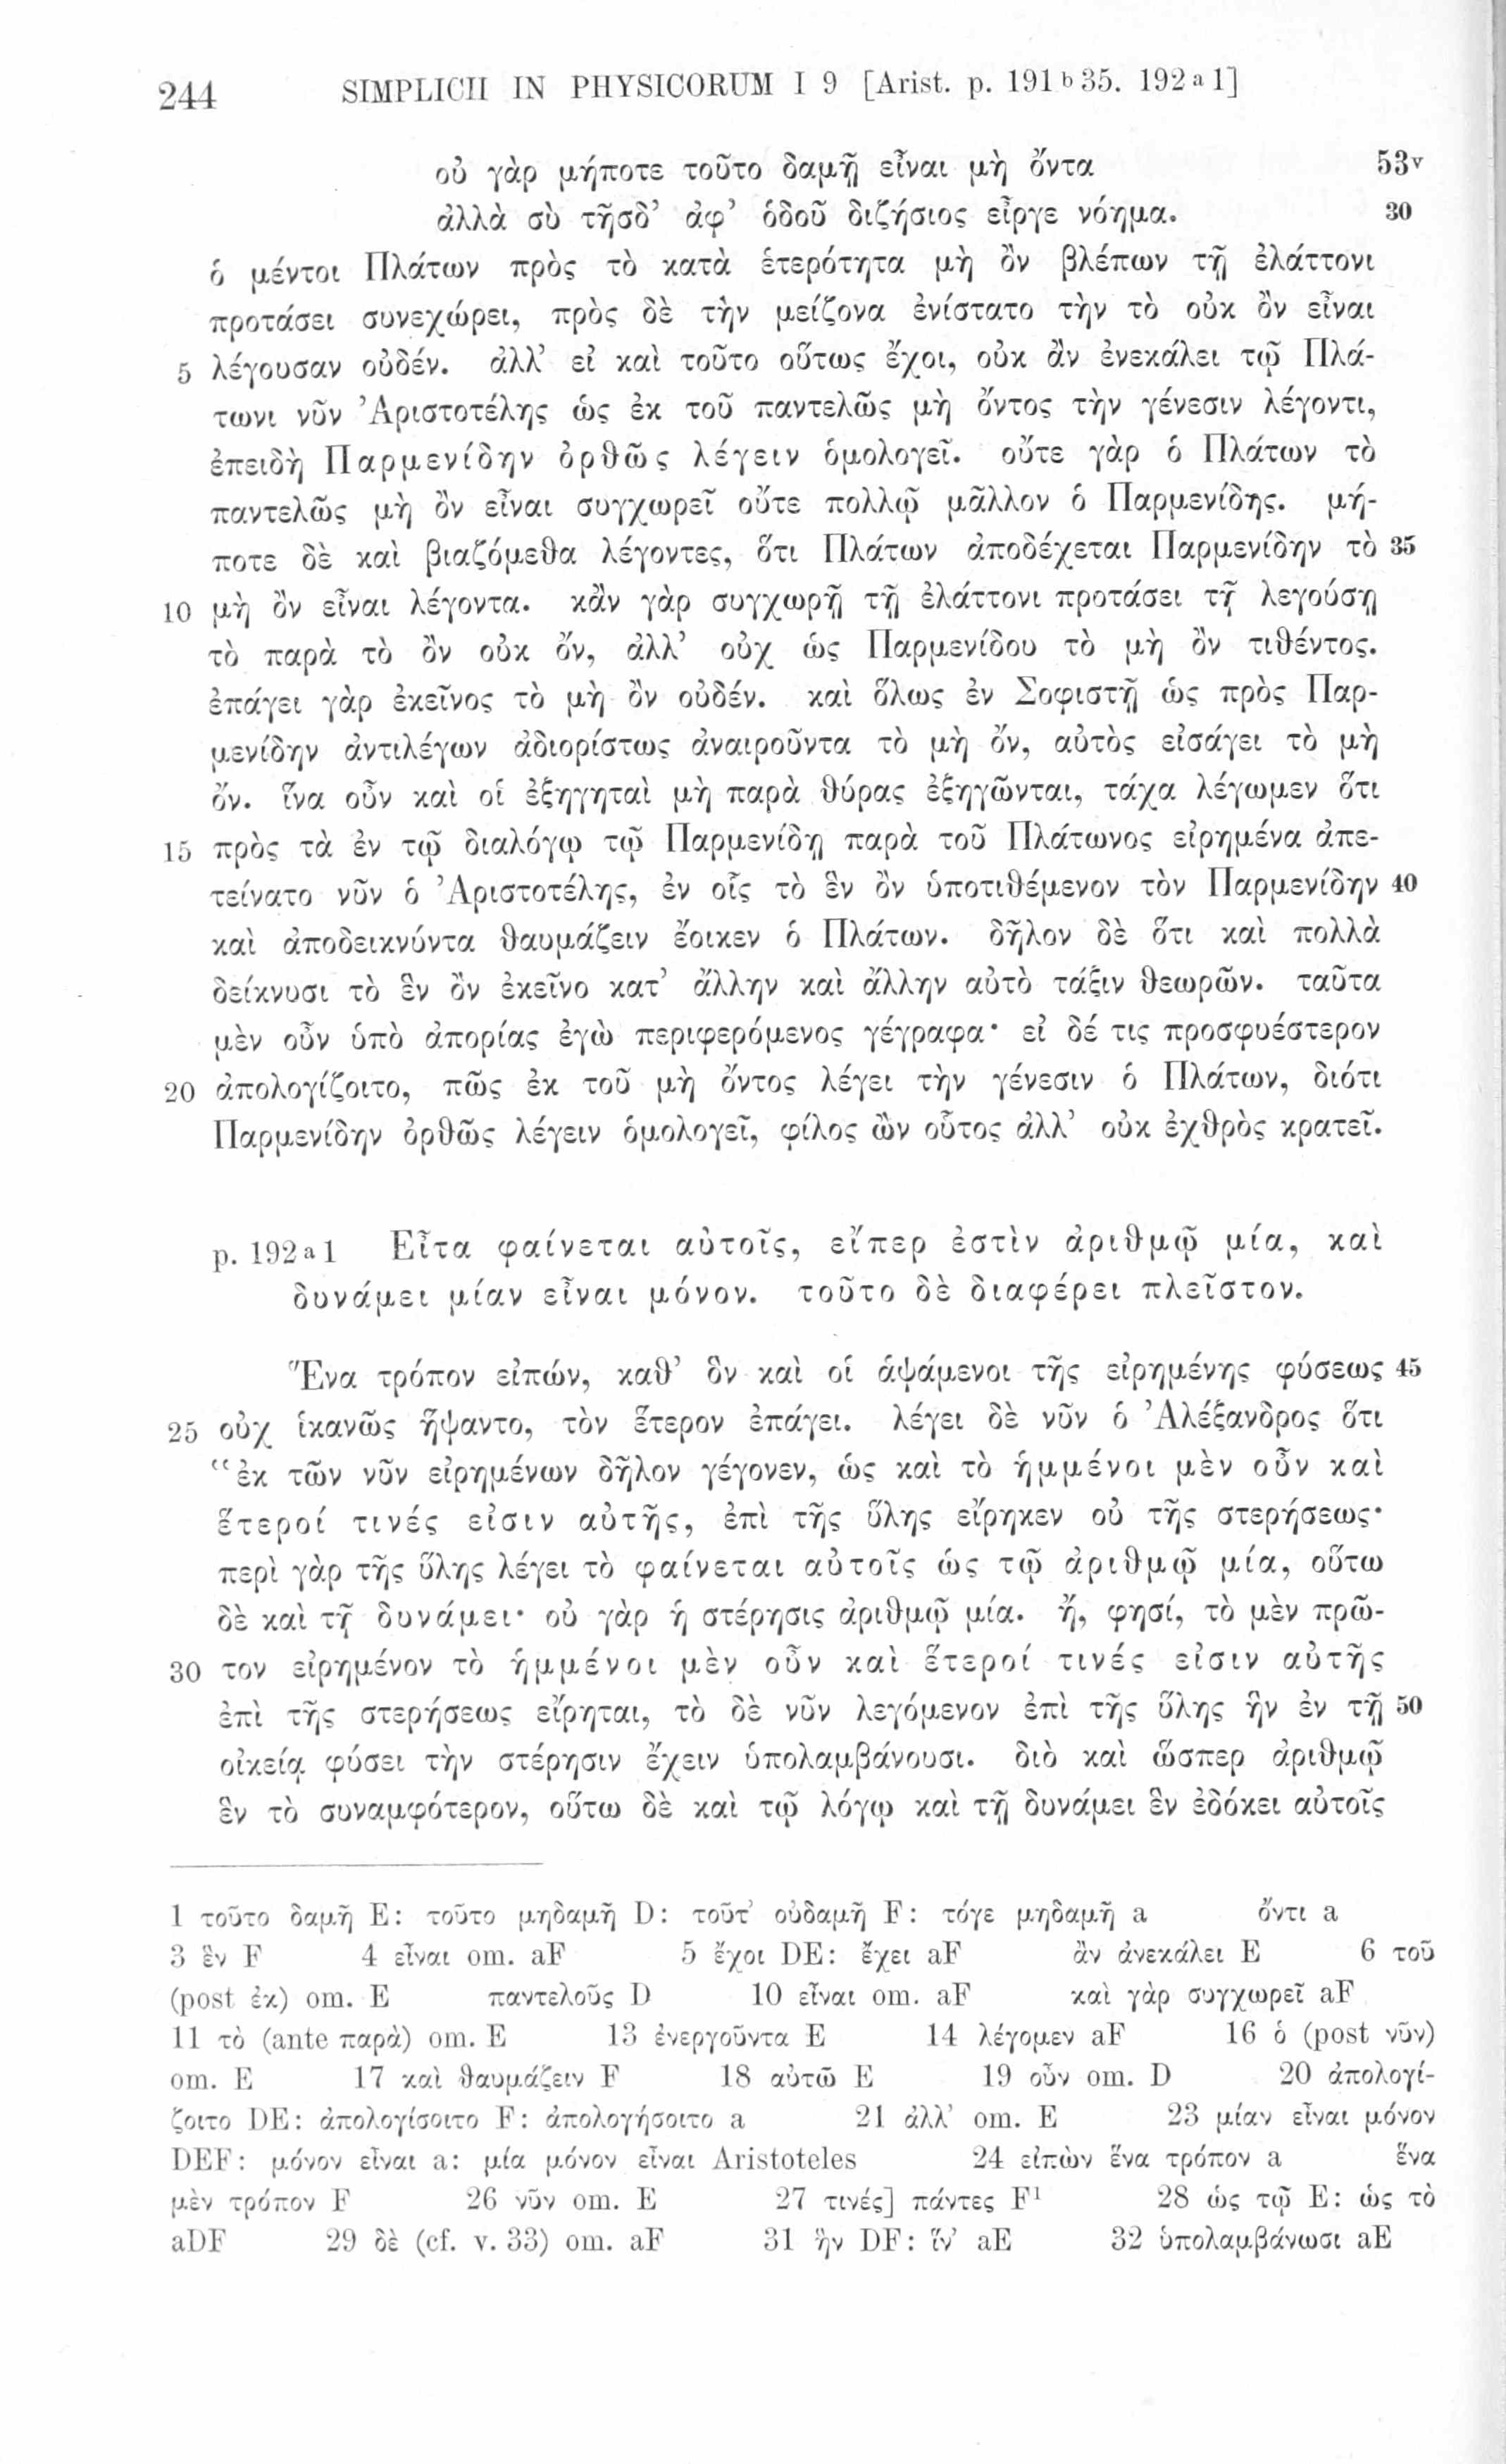 244 SIMPLICII IN PHYSICORUM I 9 [Arist. p. 191 b 35. 192 a 1]
οὐ γὰρ μήποτε τοῦτο δαμῇ εἶναι μὴ ὄντα 53v
ἀλλὰ σὺ τῆσδ’ ἀφ’ ὁδοῦ διζήσιος εἶργε νόημα. 30
ὁ μέντοι Πλάτων πρὸς τὸ κατὰ ἑτερότητα μὴ ὂν βλέπων τῇ ἐλάττονι
προτάσει συνεχώρει, πρὸς δὲ τὴν μείζονα ἐνίστατο τὴν τὸ οὐκ ὂν εἶναι
5 λέγουσαν οὐδέν. ἀλλ’ εἰ καὶ τοῦτο οὕτως ἔχοι, οὐκ ἂν ἐνεκάλει τῷ Πλά-
τωνι νῦν Ἀριστοτέλης ὡς ἐκ τοῦ παντελῶς μὴ ὄντος τὴν γένεσιν λέγοντι,
ἐπειδὴ Παρμενίδην ὀρθῶς λέγειν ὁμολογεῖ. οὔτε γὰρ ὁ Πλάτων τὸ
παντελῶς μὴ ὂν εἶναι συγχωρεῖ οὔτε πολλῷ μᾶλλον ὁ Παρμενίδης. μή-
ποτε δὲ καὶ βιαζόμεθα λέγοντες, ὅτι Πλάτων ἀποδέχεται Παρμενίδην τὸ 35
10 μὴ ὂν εἶναι λέγοντα. κἂν γὰρ συγχωρῇ τῇ ἐλάττονι προτάσει τῇ λεγούσῃ
τὸ παρὰ τὸ ὂν οὐκ ὄν, ἀλλ’ οὐχ ὡς Παρμενίδου τὸ μὴ ὂν τιθέντος.
ἐπάγει γὰρ ἐκεῖνος τὸ μὴ ὂν οὐδέν. καὶ ὅλως ἐν Σοφιστῇ ὡς πρὸς Παρ-
μενίδην ἀντιλέγων ἀδιορίστως ἀναιροῦντα τὸ μὴ ὄν, αὐτὸς εἰσάγει τὸ μὴ
ὄν. ἵνα οὖν καὶ οἱ ἐξηγηταὶ μὴ παρὰ θύρας ἐξηγῶνται, τάχα λέγωμεν ὅτι
15 πρὸς τὰ ἐν τῷ διαλόγῳ τῷ Παρμενίδῃ παρὰ τοῦ Πλάτωνος εἰρημένα ἀπε-
τείνατο νῦν ὁ Ἀριστοτέλης, ἐν οἷς τὸ ἓν ὂν ὑποτιθέμενον τὸν Παρμενίδην 40
καὶ ἀποδεικνύντα θαυμάζειν ἔοικεν ὁ Πλάτων. δῆλον δὲ ὅτι καὶ πολλὰ
δείκνυσι τὸ ἓν ὂν ἐκεῖνο κατ’ ἄλλην καὶ ἄλλην αὐτὸ τάξιν θεωρῶν. ταῦτα
μὲν οὖν ὑπὸ ἀπορίας ἐγὼ περιφερόμενος γέγραφα· εἰ δέ τις προσφυέστερον
20 ἀπολογίζοιτο, πῶς ἐκ τοῦ μὴ ὄντος λέγει τὴν γένεσιν ὁ Πλάτων, διότι
Παρμενίδην ὀρθῶς λέγειν ὁμολογεῖ, φίλος ὢν οὗτος ἀλλ’ οὐκ ἐχθρὸς κρατεῖ.
p. 192 a 1 Εἶτα φαίνεται αὐτοῖς, εἴπερ ἐστὶν ἀριθμῷ μία, καὶ
δυνάμει μίαν εἶναι μόνον. τοῦτο δὲ διαφέρει πλεῖστον.
Ἕνα τρόπον εἰπών, καθ’ ὃν καὶ οἱ ἁψάμενοι τῆς εἰρημένης φύσεως 45
25 οὐχ ἱκανῶς ἥψαντο, τὸν ἕτερον ἐπάγει. λέγει δὲ νῦν ὁ Ἀλέξανδρος ὅτι
“ἐκ τῶν νῦν εἰρημένων δῆλον γέγονεν, ὡς καὶ τὸ ἡμμένοι μὲν οὖν καὶ
ἕτεροί τινές εἰσιν αὐτῆς, ἐπὶ τῆς ὕλης εἴρηκεν οὐ τῆς στερήσεως·
περὶ γὰρ τῆς ὕλης λέγει τὸ φαίνεται αὐτοῖς ὡς τῷ ἀριθμῷ μία, οὕτω
δὲ καὶ τῇ δυνάμει· οὐ γὰρ ἡ στέρησις ἀριθμῷ μία. ἤ, φησί, τὸ μὲν πρῶ-
30 τον εἰρημένον τὸ ἡμμένοι μὲν οὖν καὶ ἕτεροί τινές εἰσιν αὐτῆς
ἐπὶ τῆς στερήσεως εἴρηται, τὸ δὲ νῦν λεγόμενον ἐπὶ τῆς ὕλης ἣν ἐν τῇ 50
οἰκείᾳ φύσει τὴν στέρησιν ἔχειν ὑπολαμβάνουσι. διὸ καὶ ὥσπερ ἀριθμῷ
ἓν τὸ συναμφότερον, οὕτω δὲ καὶ τῷ λόγῳ καὶ τῇ δυνάμει ἓν ἐδόκει αὐτοῖς
1 τοῦτο δαμῆ E: τοῦτο μηδαμῆ D: τοῦτ’ οὐδαμῆ F: τόγε μηδαμῆ a ὄντι a
3 ἓν F 4 εἶναι om. aF 5 ἔχοι DE: ἔχει aF ἂν ἀνεκάλει E 6 τοῦ
(post ἐκ) om. E παντελοῦς D 10 εἶναι om. aF καὶ γὰρ συγχωρεῖ aF
11 τὸ (ante παρὰ) om. E 13 ἐνεργοῦντα E 14 λέγομεν aF 16 ὁ (post νῦν)
om. E 17 καὶ θαυμάζειν F 18 αὐτῶ E 19 οὖν om. D 20 ἀπολογί-
ζοιτο DE: ἀπολογίσοιτο F: ἀπολογήσοιτο a 21 ἀλλ’ om. E 23 μίαν εἶναι μόνον
DEF: μόνον εἶναι a: μία μόνον εἶναι Aristoteles 24 εἰπὼν ἕνα τρόπον a ἕνα
μὲν τρόπον F 26 νῦν om. E 27 τινές] πάντες F¹ 28 ὡς τῷ E: ὡς τὸ
aDF 29 δὲ (cf. v. 33) om. aF 31 ἣν DF: ἵν’ aE 32 ὑπολαμβάνωσι aE